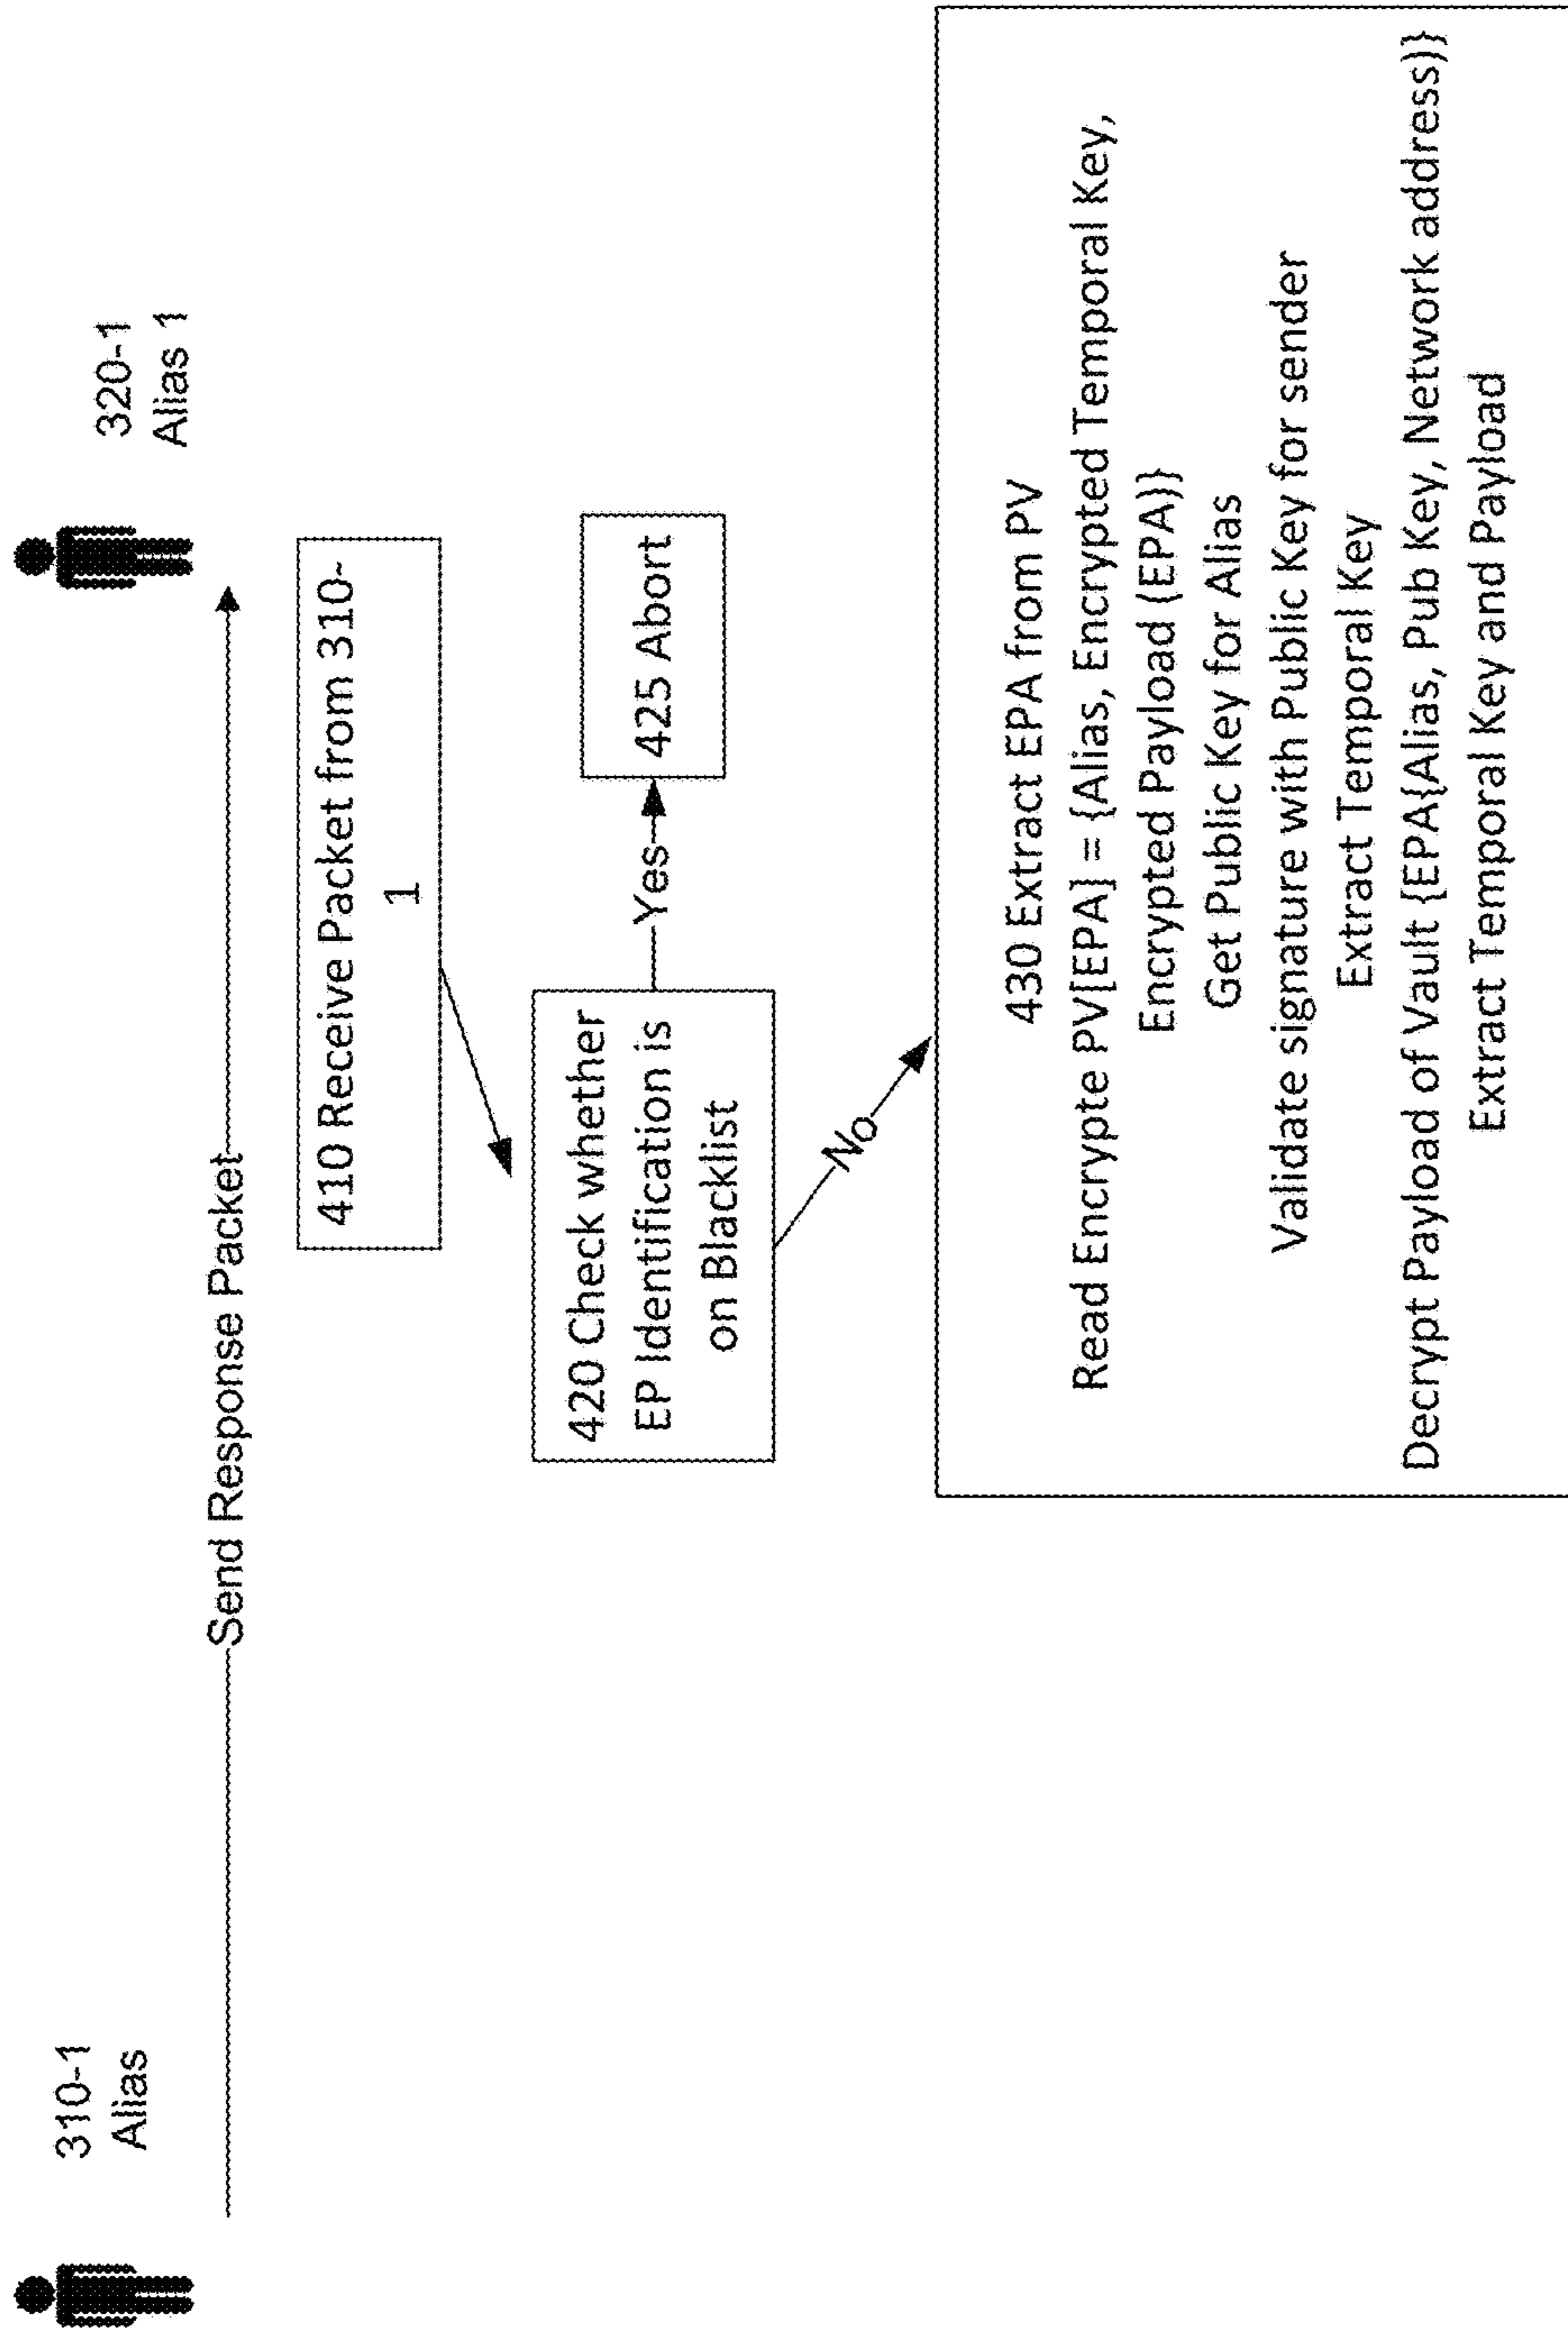 310-1
Alias
320-1
Alias 1
Send Response Packet
410 Receive Packet from 310-
1
420 Check whether
EP Identification is
on Blacklist
Yes
425 Abort
No
430 Extract EPA from PV
Read Encrypte PV[EPA] = {Alias, Encrypted Temporal Key,
Encrypted Payload (EPA)}
Get Public Key for Alias
Validate signature with Public Key for sender
Extract Temporal Key
Decrypt Payload of Vault {EPA{Alias, Pub Key, Network address)}
Extract Temporal Key and Payload